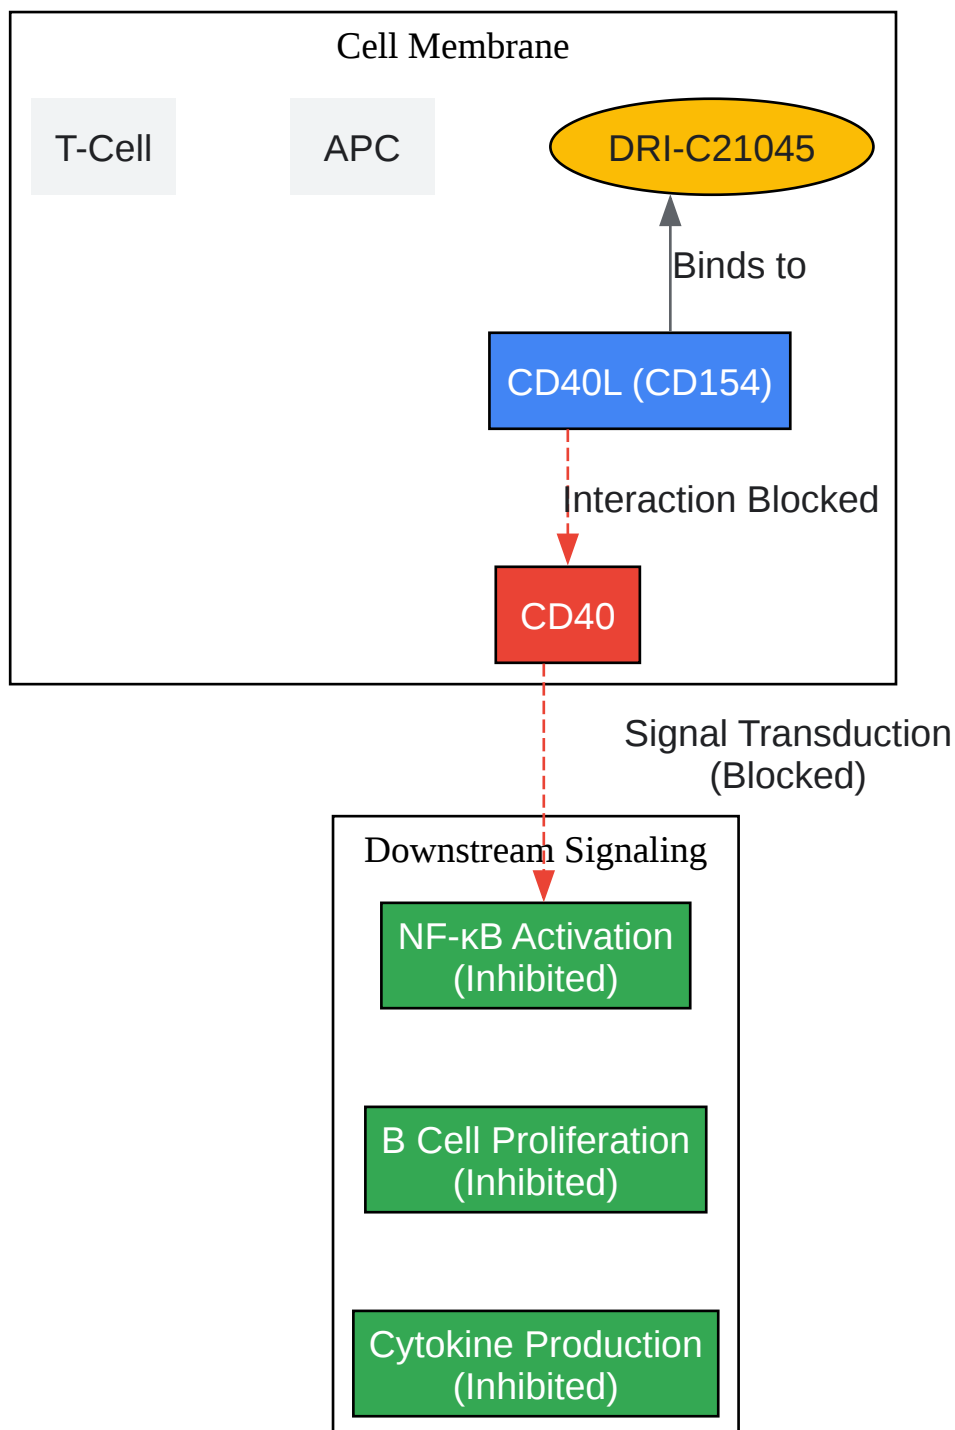 Cell Membrane
T-Cell
APC
DRI-C21045
Binds to
CD40L (CD154)
Interaction Blocked
CD40
Signal Transduction
(Blocked)
Downstream Signaling
NF-κB Activation
(Inhibited)
B Cell Proliferation
(Inhibited)
Cytokine Production
(Inhibited)